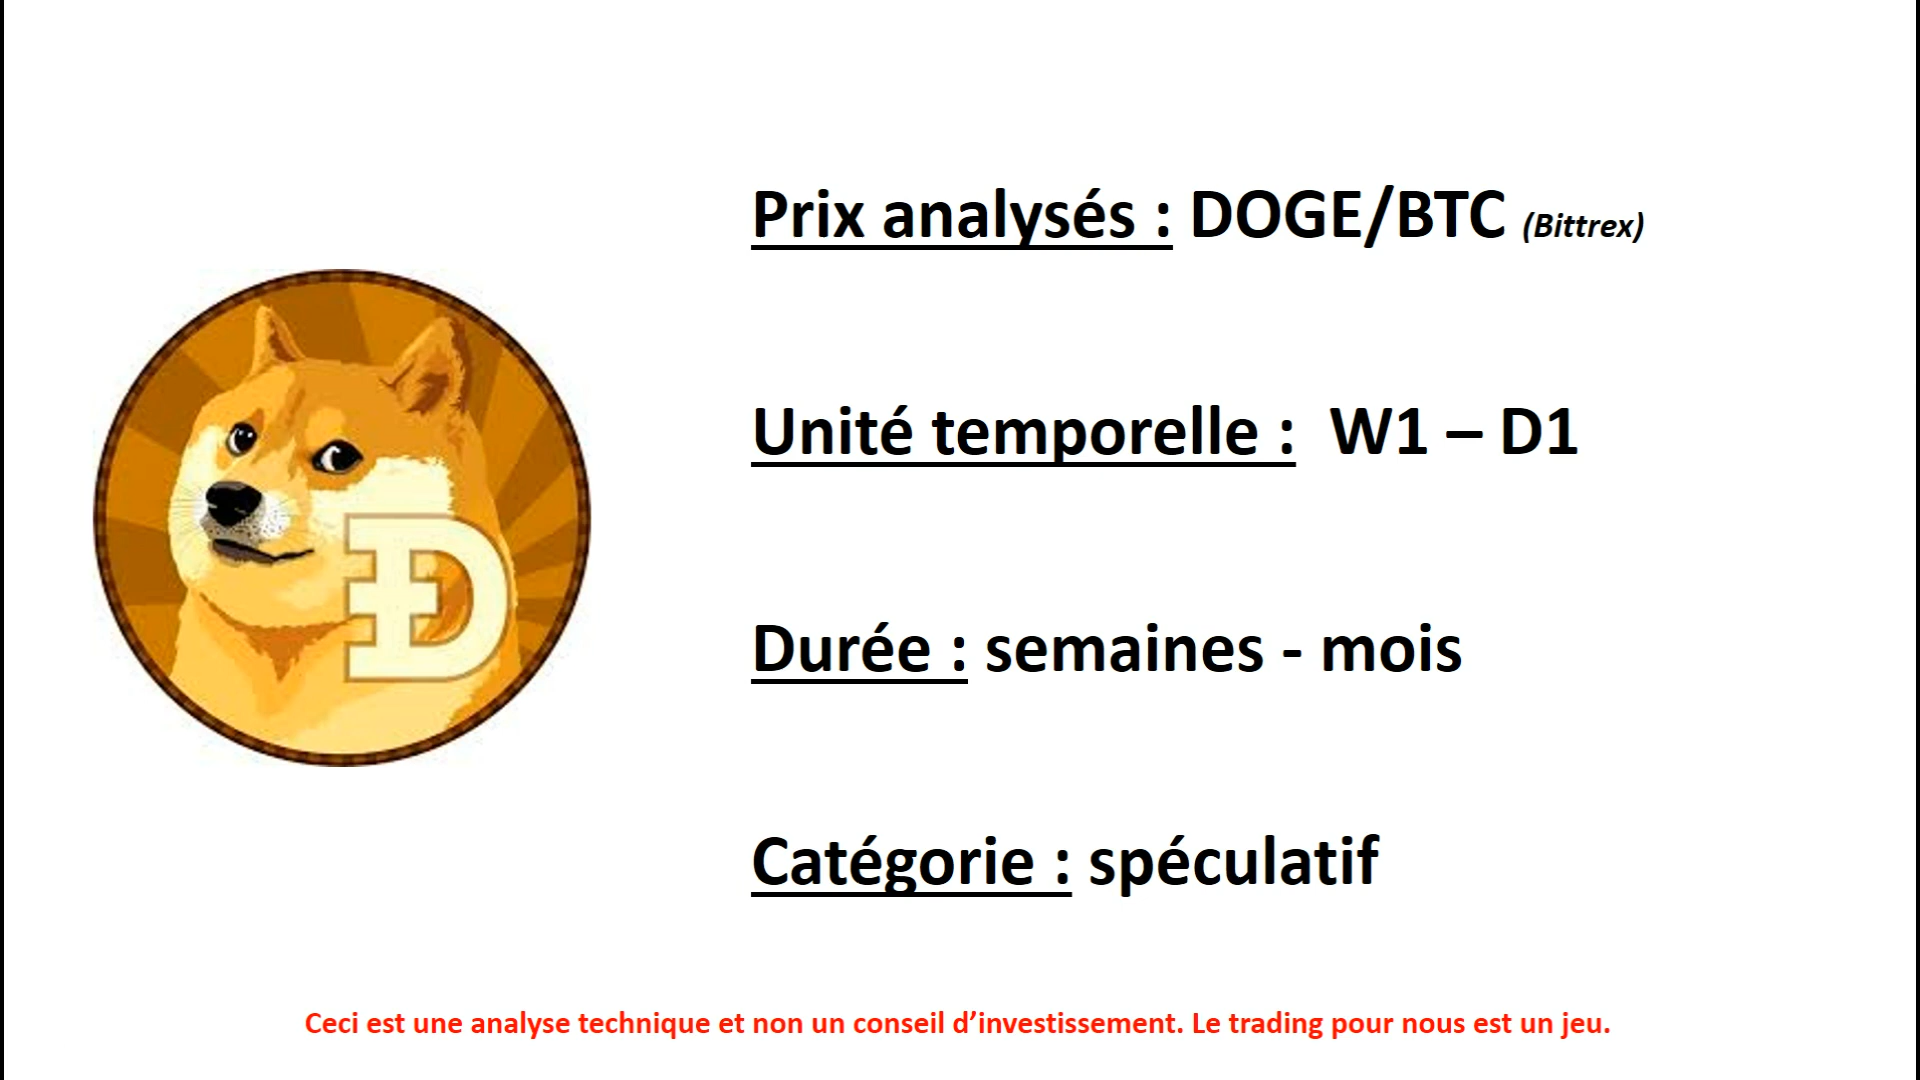 Prix analysés : DOGE/BTC (Bittrex)
Unité temporelle : W1 – D1
Durée : semaines - mois
Catégorie : spéculatif
Ceci est une analyse technique et non un conseil d’investissement. Le trading pour nous est un jeu.